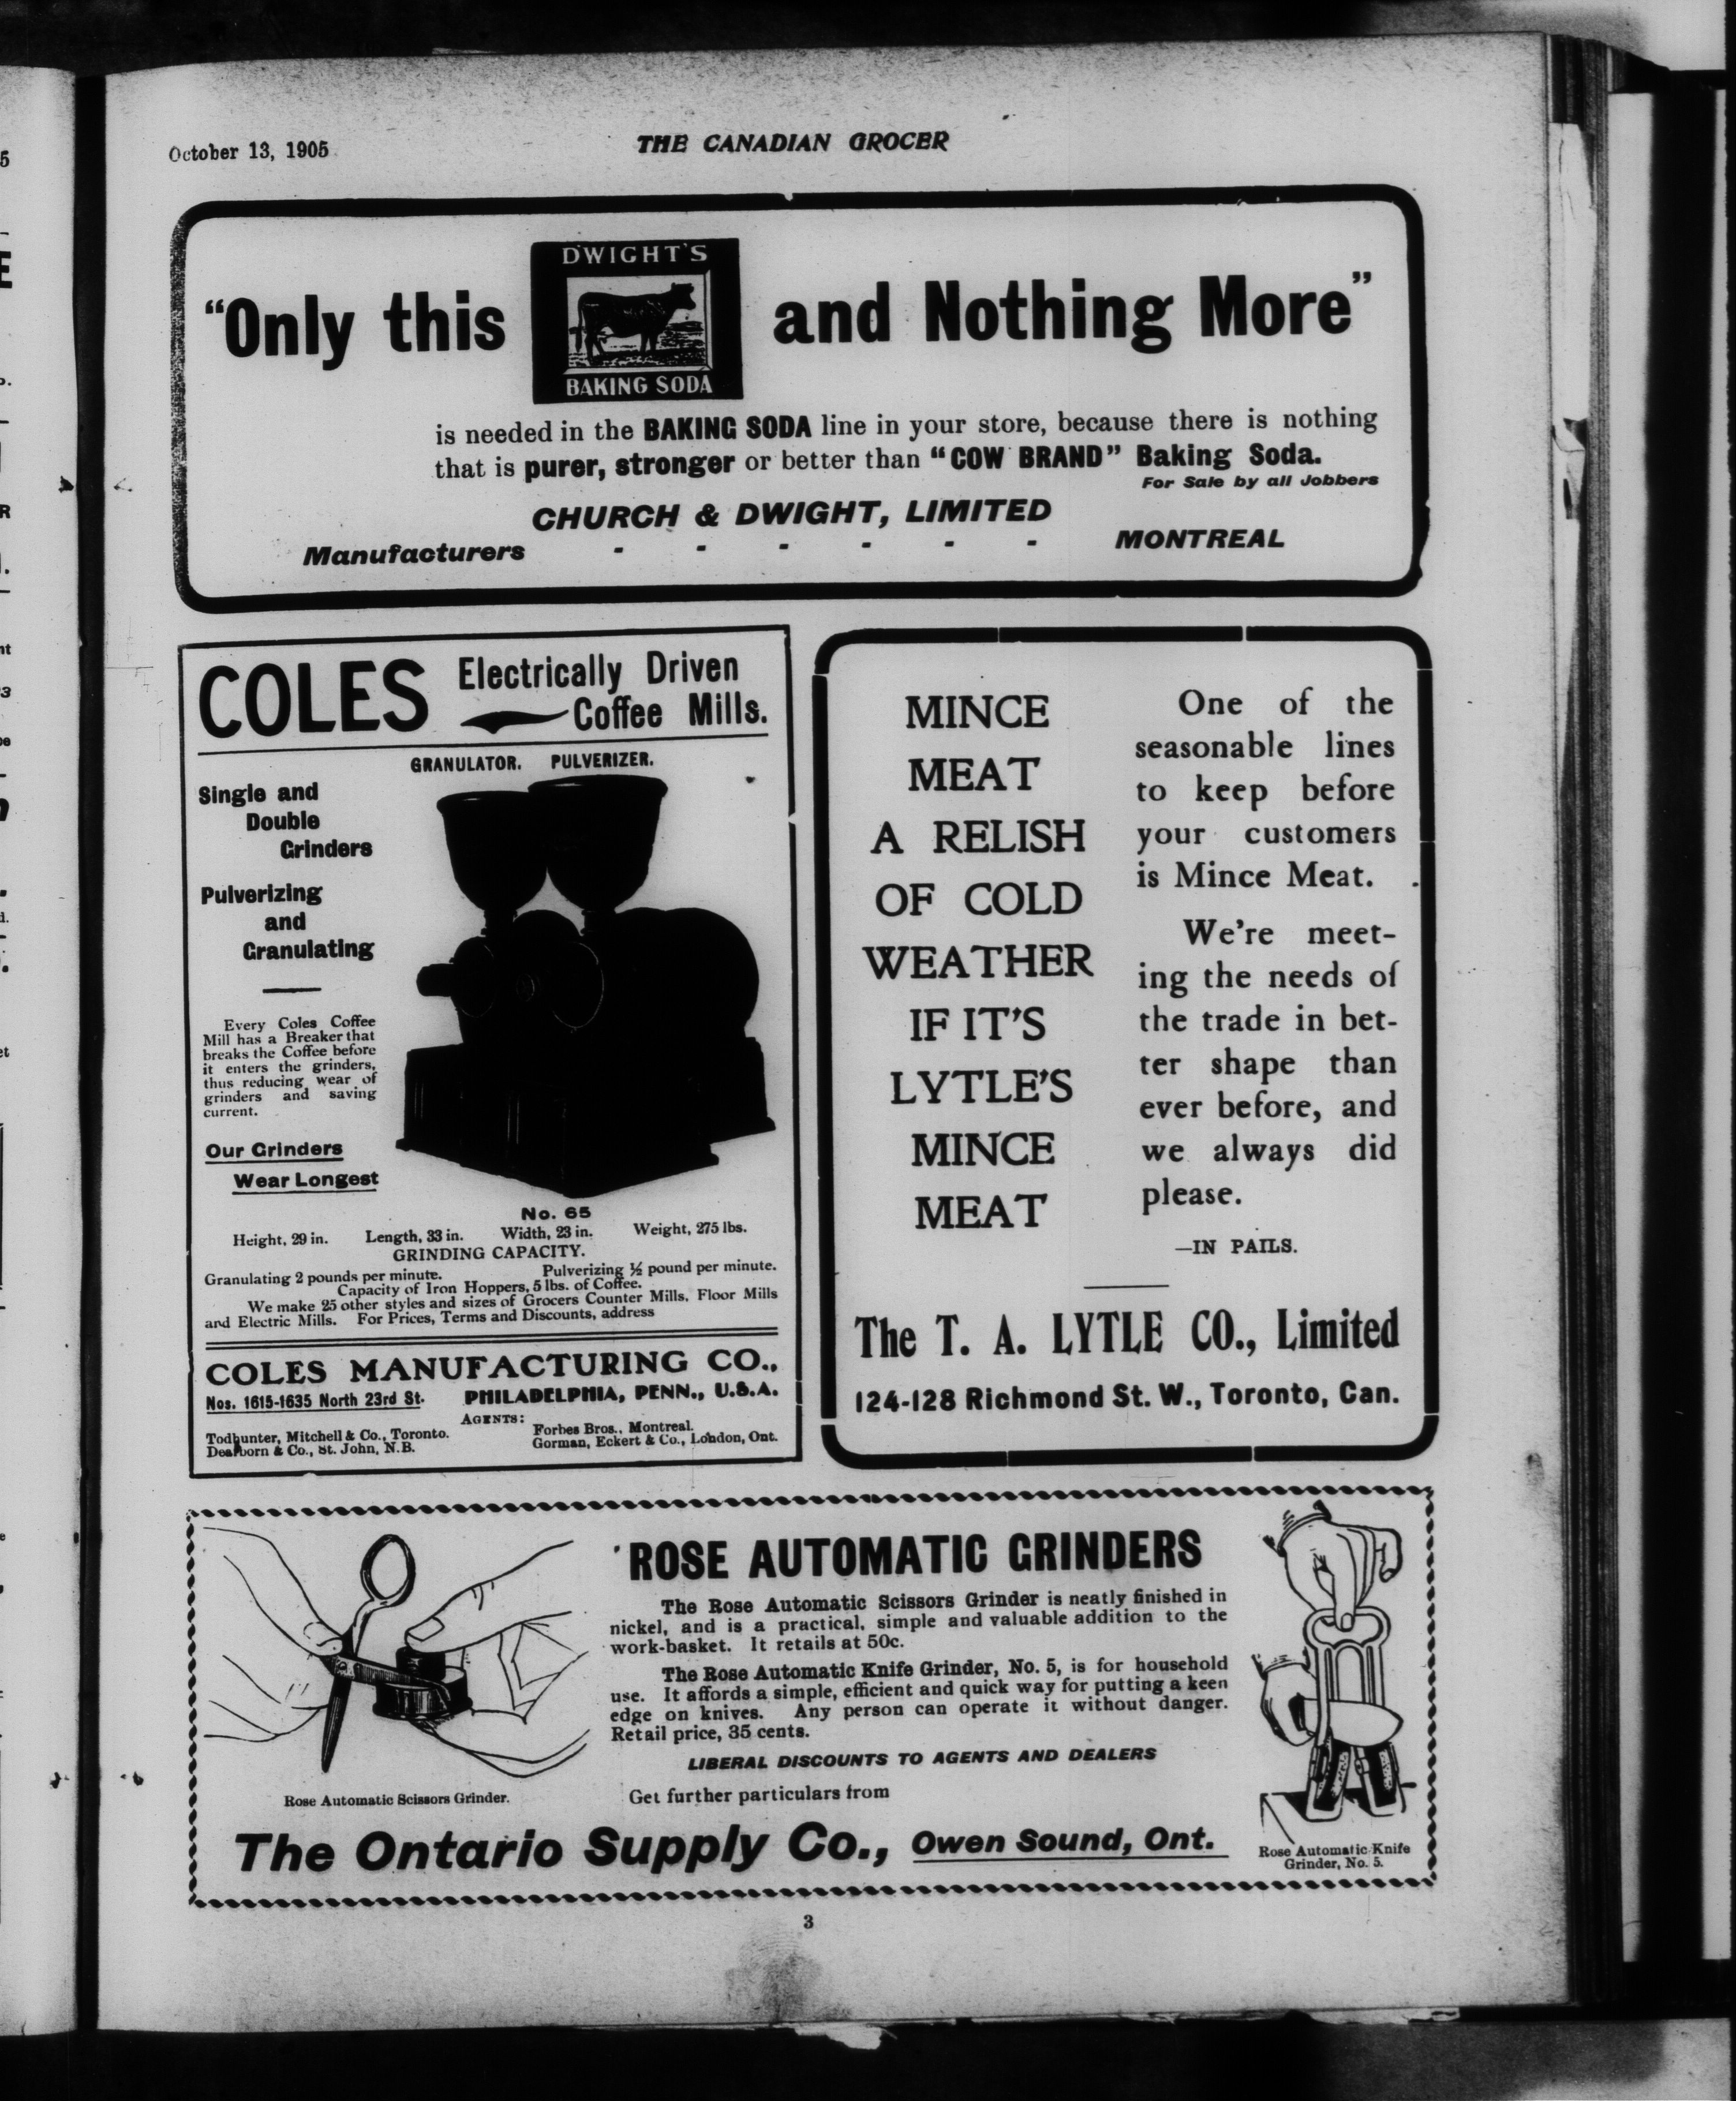 October 13, 1905
THE CANADIAN GROCER
"Only this
DWIGHT'S
BAKING SODA
and Nothing More"
is needed in the BAKING SODA line in your store, because there is nothing
that is purer, stronger or better than "COW BRAND" Baking Soda.
For Sale by all Jobbers
CHURCH & DWIGHT, LIMITED
Manufacturers - - - - - - MONTREAL
COLES Electrically Driven
Coffee Mills.
GRANULATOR. PULVERIZER.
Single and
Double
Grinders
Pulverizing
and
Granulating
Every Coles Coffee
Mill has a Breaker that
breaks the Coffee before
it enters the grinders,
thus reducing wear of
grinders and saving
current.
Our Grinders
Wear Longest
No. 65
Height, 29 in. Length, 33 in. Width, 23 in. Weight, 275 lbs.
GRINDING CAPACITY.
Granulating 2 pounds per minute. Pulverizing ½ pound per minute.
Capacity of Iron Hoppers, 5 lbs. of Coffee.
We make 25 other styles and sizes of Grocers Counter Mills, Floor Mills
and Electric Mills. For Prices, Terms and Discounts, address
COLES MANUFACTURING CO.,
Nos. 1615-1635 North 23rd St. PHILADELPHIA, PENN., U.S.A.
AGENTS:
Todhunter, Mitchell & Co., Toronto. Forbes Bros., Montreal.
Dearborn & Co., St. John, N.B. Gorman, Eckert & Co., London, Ont.
MINCE
MEAT
A RELISH
OF COLD
WEATHER
IF IT'S
LYTLE'S
MINCE
MEAT
One of the
seasonable lines
to keep before
your customers
is Mince Meat.
We're meet-
ing the needs of
the trade in bet-
ter shape than
ever before, and
we always did
please.
—IN PAILS.
The T. A. LYTLE CO., Limited
124-128 Richmond St. W., Toronto, Can.
ROSE AUTOMATIC GRINDERS
The Rose Automatic Scissors Grinder is neatly finished in
nickel, and is a practical, simple and valuable addition to the
work-basket. It retails at 50c.
The Rose Automatic Knife Grinder, No. 5, is for household
use. It affords a simple, efficient and quick way for putting a keen
edge on knives. Any person can operate it without danger.
Retail price, 35 cents.
LIBERAL DISCOUNTS TO AGENTS AND DEALERS
Rose Automatic Scissors Grinder.
Get further particulars from
The Ontario Supply Co., Owen Sound, Ont.
Rose Automatic Knife
Grinder, No. 5.
3